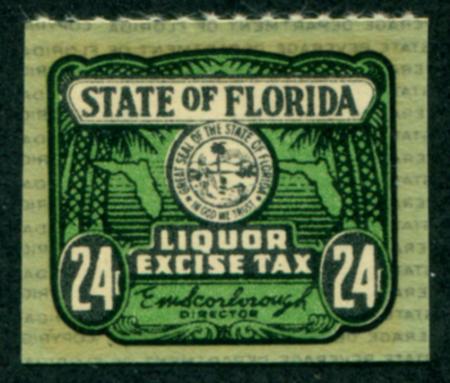 STATE OF FLORIDA
GREAT SEAL OF THE STATE OF FLORIDA
IN GOD WE TRUST
LIQUOR
EXCISE TAX
24¢ 24¢
Emscorborough
DIRECTOR